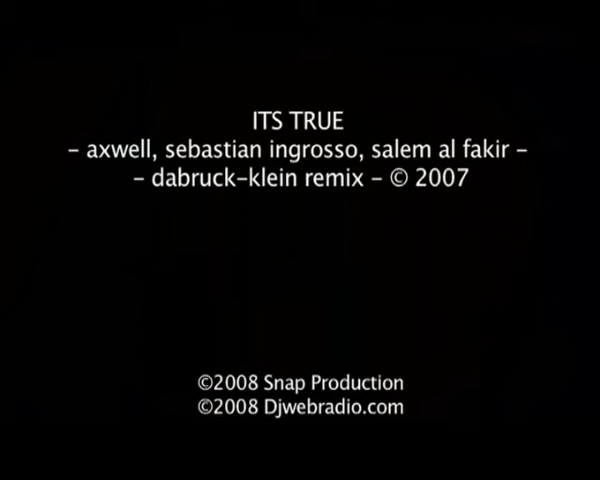 ITS TRUE
- axwell, sebastian ingrosso, salem al fakir -
- dabruck-klein remix - © 2007
©2008 Snap Production
©2008 Djwebradio.com